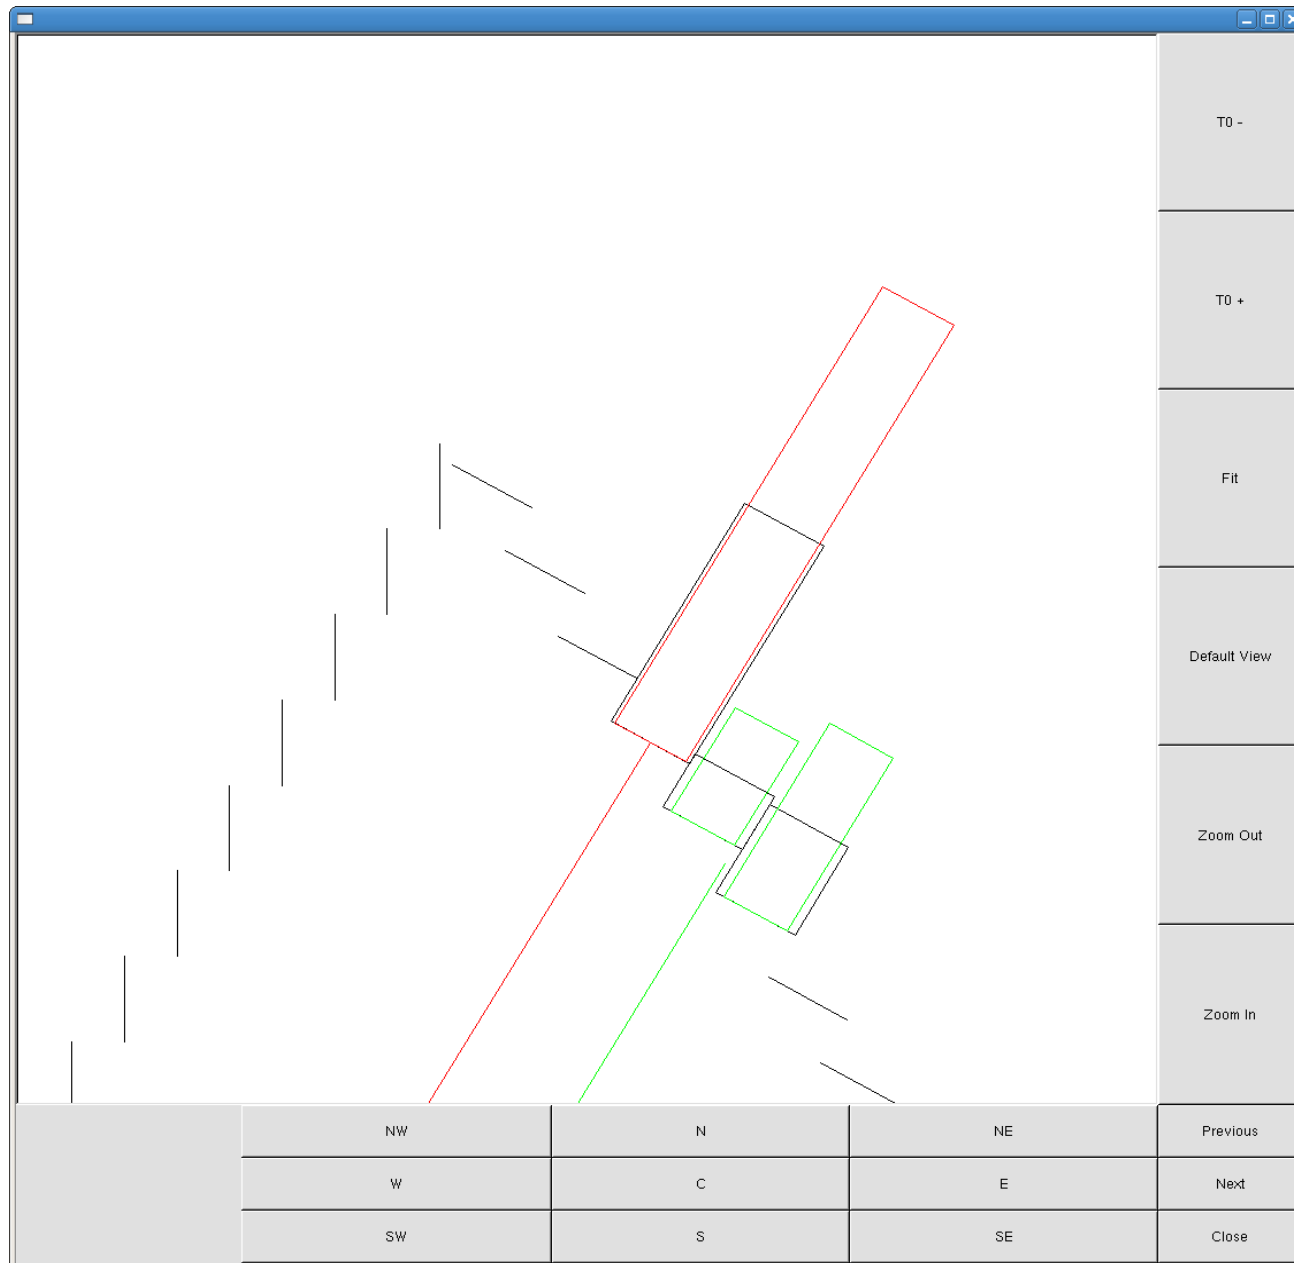 T0 -
T0 +
Fit
Default View
Zoom Out
Zoom In
NW N NE Previous
W C E Next
SW S SE Close